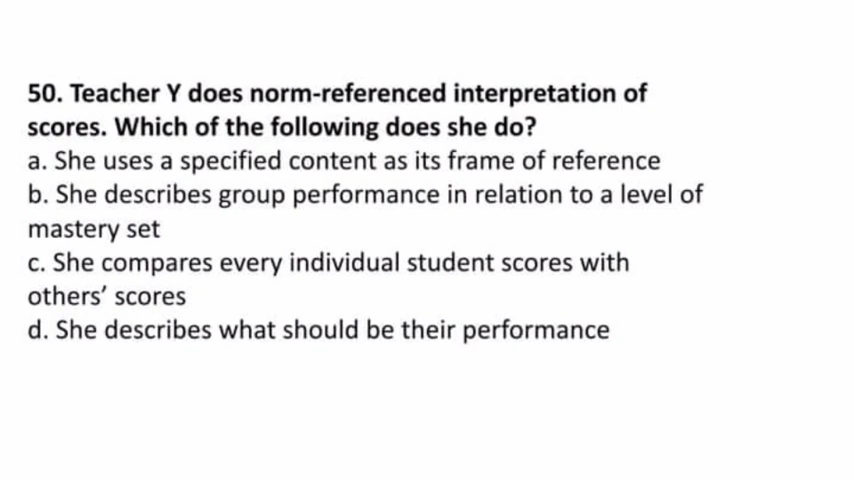 50. Teacher Y does norm-referenced interpretation of
scores. Which of the following does she do?
a. She uses a specified content as its frame of reference
b. She describes group performance in relation to a level of
mastery set
c. She compares every individual student scores with
others’ scores
d. She describes what should be their performance